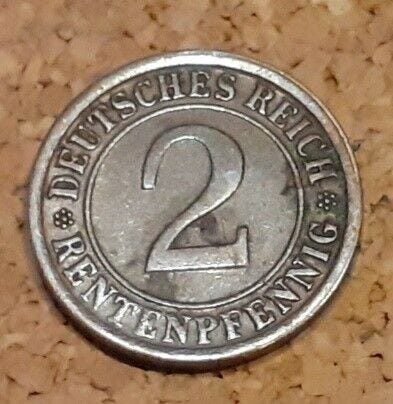 DEUTSCHES REICH
2
RENTENPFENNIG